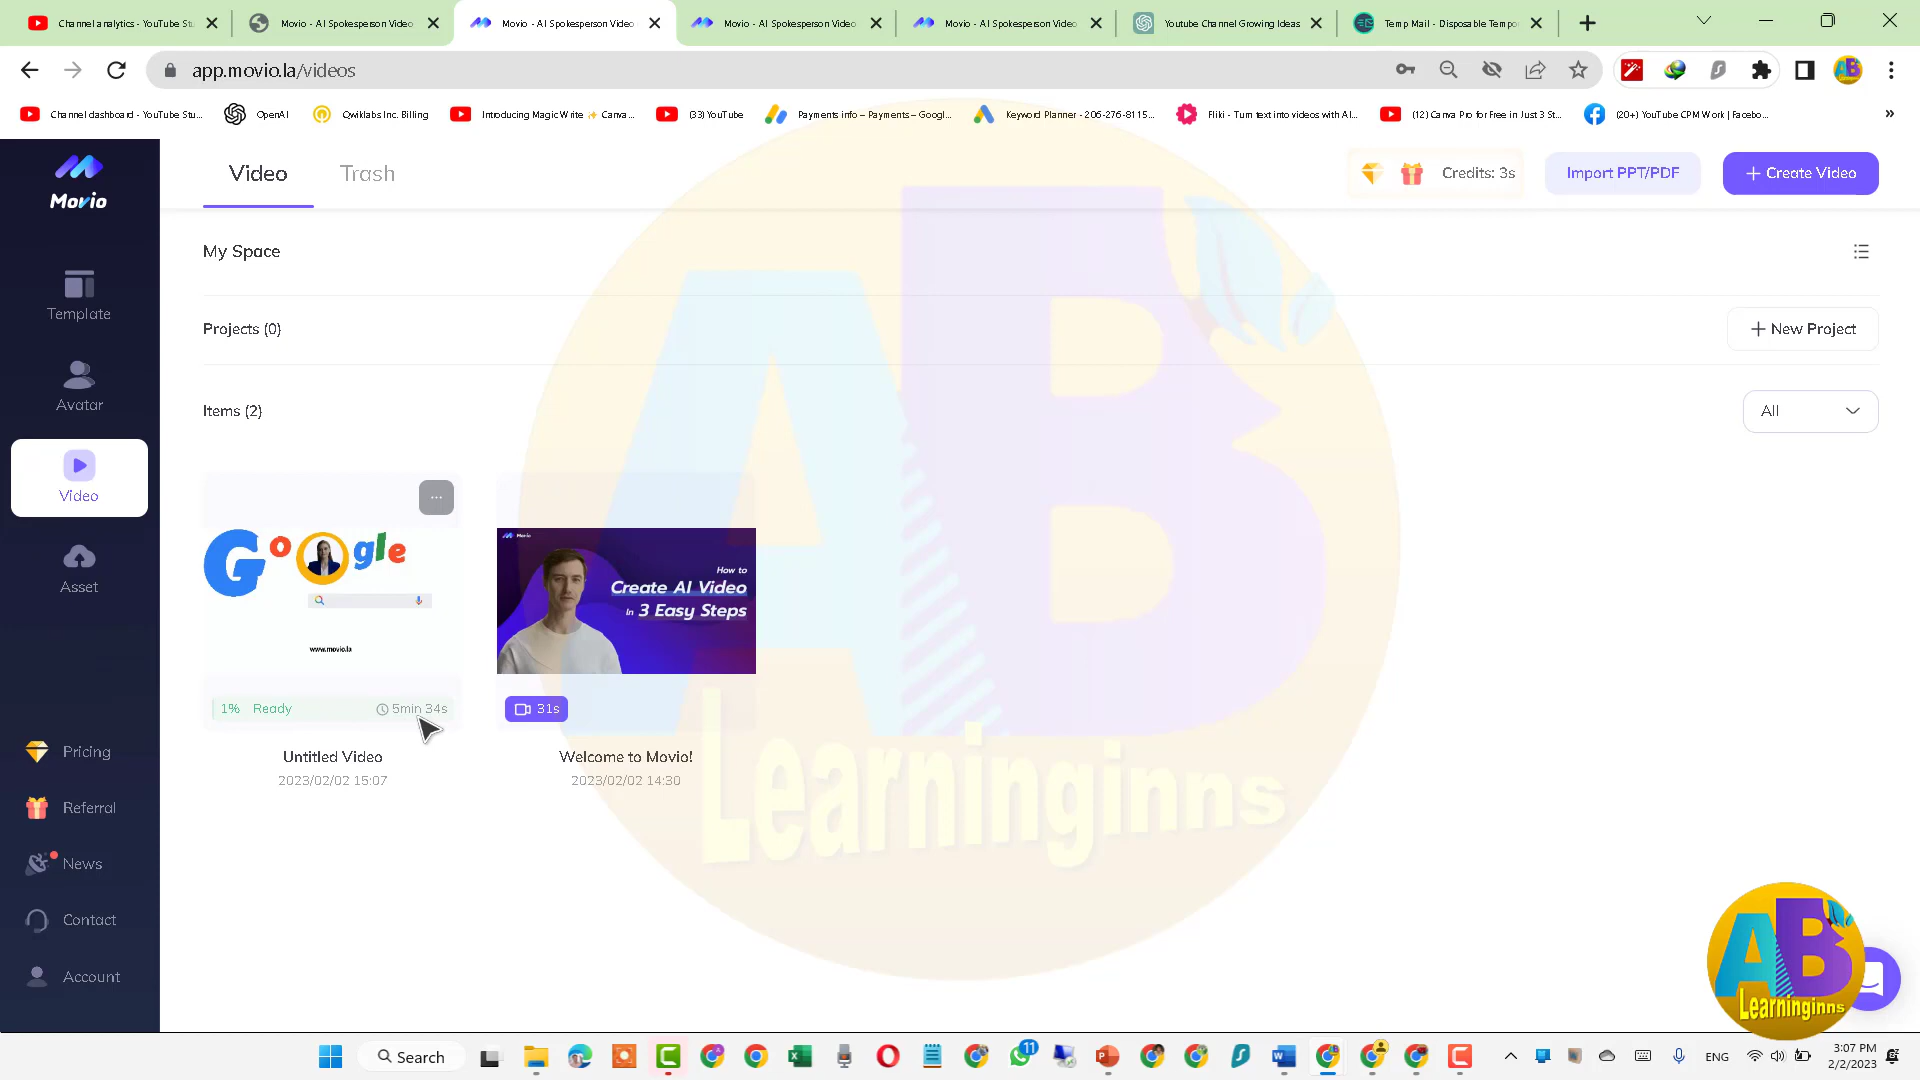 Channel analytics - YouTube Stu
Movio - AI Spokesperson Video
Movio - AI Spokesperson Video
Movio - AI Spokesperson Video
Movio - AI Spokesperson Video
Youtube Channel Growing Ideas
Temp Mail - Disposable Tempo
app.movio.la/videos
Channel dashboard - YouTube Stu...
OpenAI
Qwiklabs Inc. Billing
Introducing Magic Write ✨ Canva...
(33) YouTube
Payments info – Payments – Googl...
Keyword Planner - 206-276-8115...
Fliki - Turn text into videos with AI...
(12) Canva Pro for Free in Just 3 St...
(20+) YouTube CPM Work | Facebo...
»
Movio
Video
Trash
Credits: 3s
Import PPT/PDF
+ Create Video
My Space
Template
Projects (0)
+ New Project
Avatar
Items (2)
All
Video
Asset
Google
www.movio.la
1% Ready
5min 34s
Movio
How to
Create AI Video
In 3 Easy Steps
31s
Untitled Video
2023/02/02 15:07
Welcome to Movio!
2023/02/02 14:30
Pricing
Referral
News
Contact
Account
AB
Learninginns
AB
Learninginns
Search
11
ENG
3:07 PM
2/2/2023